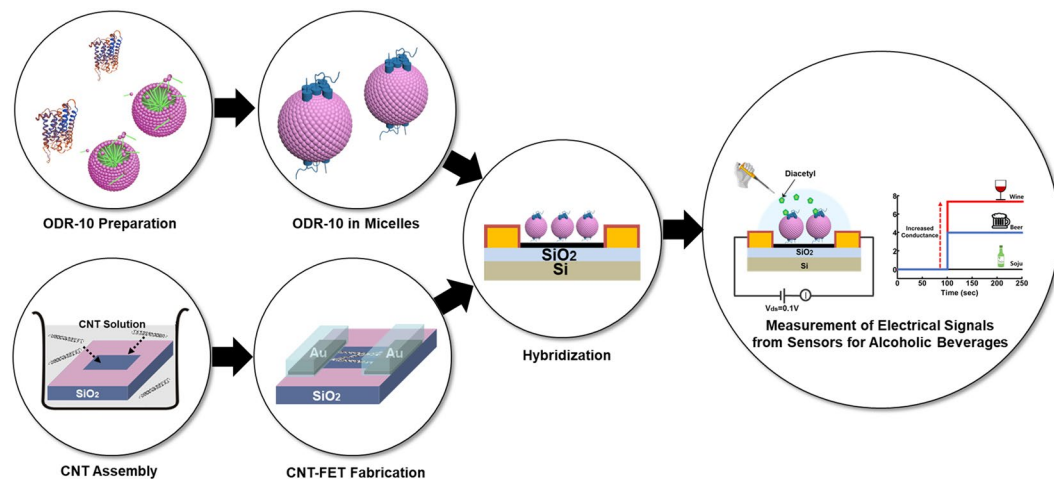 ODR-10 Preparation
ODR-10 in Micelles
CNT Solution
SiO2
CNT Assembly
Au
Au
SiO2
CNT-FET Fabrication
SiO2
Si
Hybridization
Diacetyl
SiO2
Si
Vds=0.1V
8
6
4
2
0
Increased
Conductance
Wine
Beer
Soju
0 50 100 150 200 250
Time (sec)
Measurement of Electrical Signals
from Sensors for Alcoholic Beverages